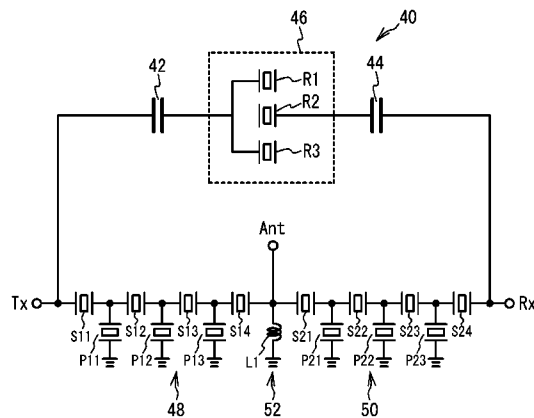 46
40
42
44
R1
R2
R3
Ant
Tx
Rx
S11
S12
S13
S14
S21
S22
S23
S24
P11
P12
P13
L1
P21
P22
P23
48
52
50